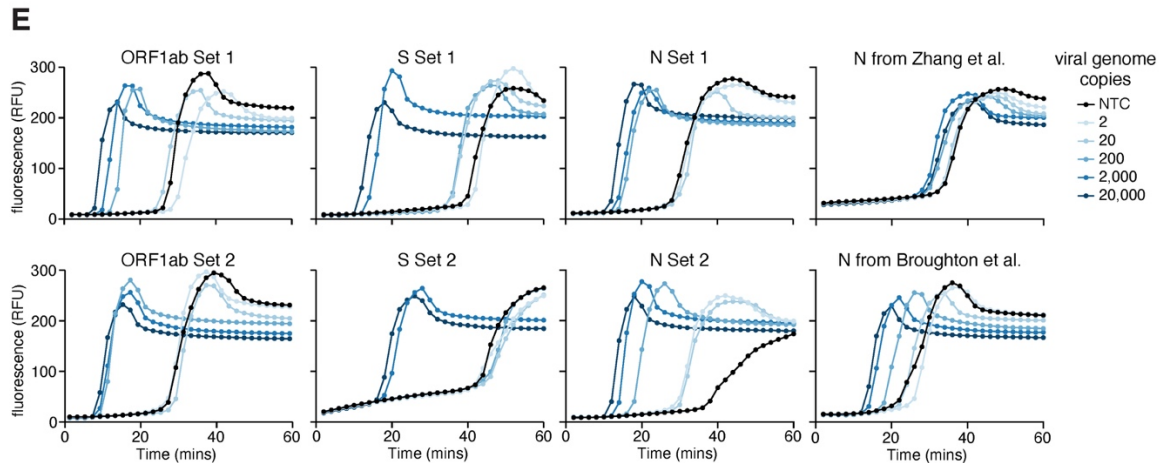 E
ORF1ab Set 1
S Set 1
N Set 1
N from Zhang et al.
viral genome
copies
NTC
2
20
200
2,000
20,000
fluorescence (RFU)
300
200
100
0
ORF1ab Set 2
S Set 2
N Set 2
N from Broughton et al.
fluorescence (RFU)
300
200
100
0
0 20 40 60
0 20 40 60
0 20 40 60
0 20 40 60
Time (mins)
Time (mins)
Time (mins)
Time (mins)